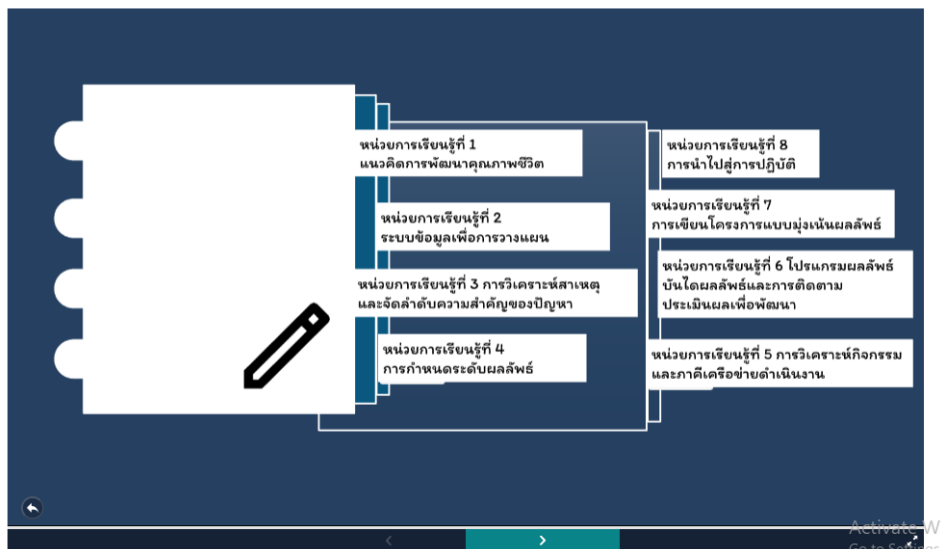 หน่วยการเรียนรู้ที่ 1
แนวคิดการพัฒนาคุณภาพชีวิต
หน่วยการเรียนรู้ที่ 2
ระบบข้อมูลเพื่อการวางแผน
หน่วยการเรียนรู้ที่ 3 การวิเคราะห์สาเหตุ
และจัดลำดับความสำคัญของปัญหา
หน่วยการเรียนรู้ที่ 4
การกำหนดระดับผลลัพธ์
หน่วยการเรียนรู้ที่ 8
การนำไปสู่การปฏิบัติ
หน่วยการเรียนรู้ที่ 7
การเขียนโครงการแบบมุ่งเน้นผลลัพธ์
หน่วยการเรียนรู้ที่ 6 โปรแกรมผลลัพธ์
บันไดผลลัพธ์และการติดตาม
ประเมินผลเพื่อพัฒนา
หน่วยการเรียนรู้ที่ 5 การวิเคราะห์กิจกรรม
และภาคีเครือข่ายดำเนินงาน
Activate W
Go to Settings